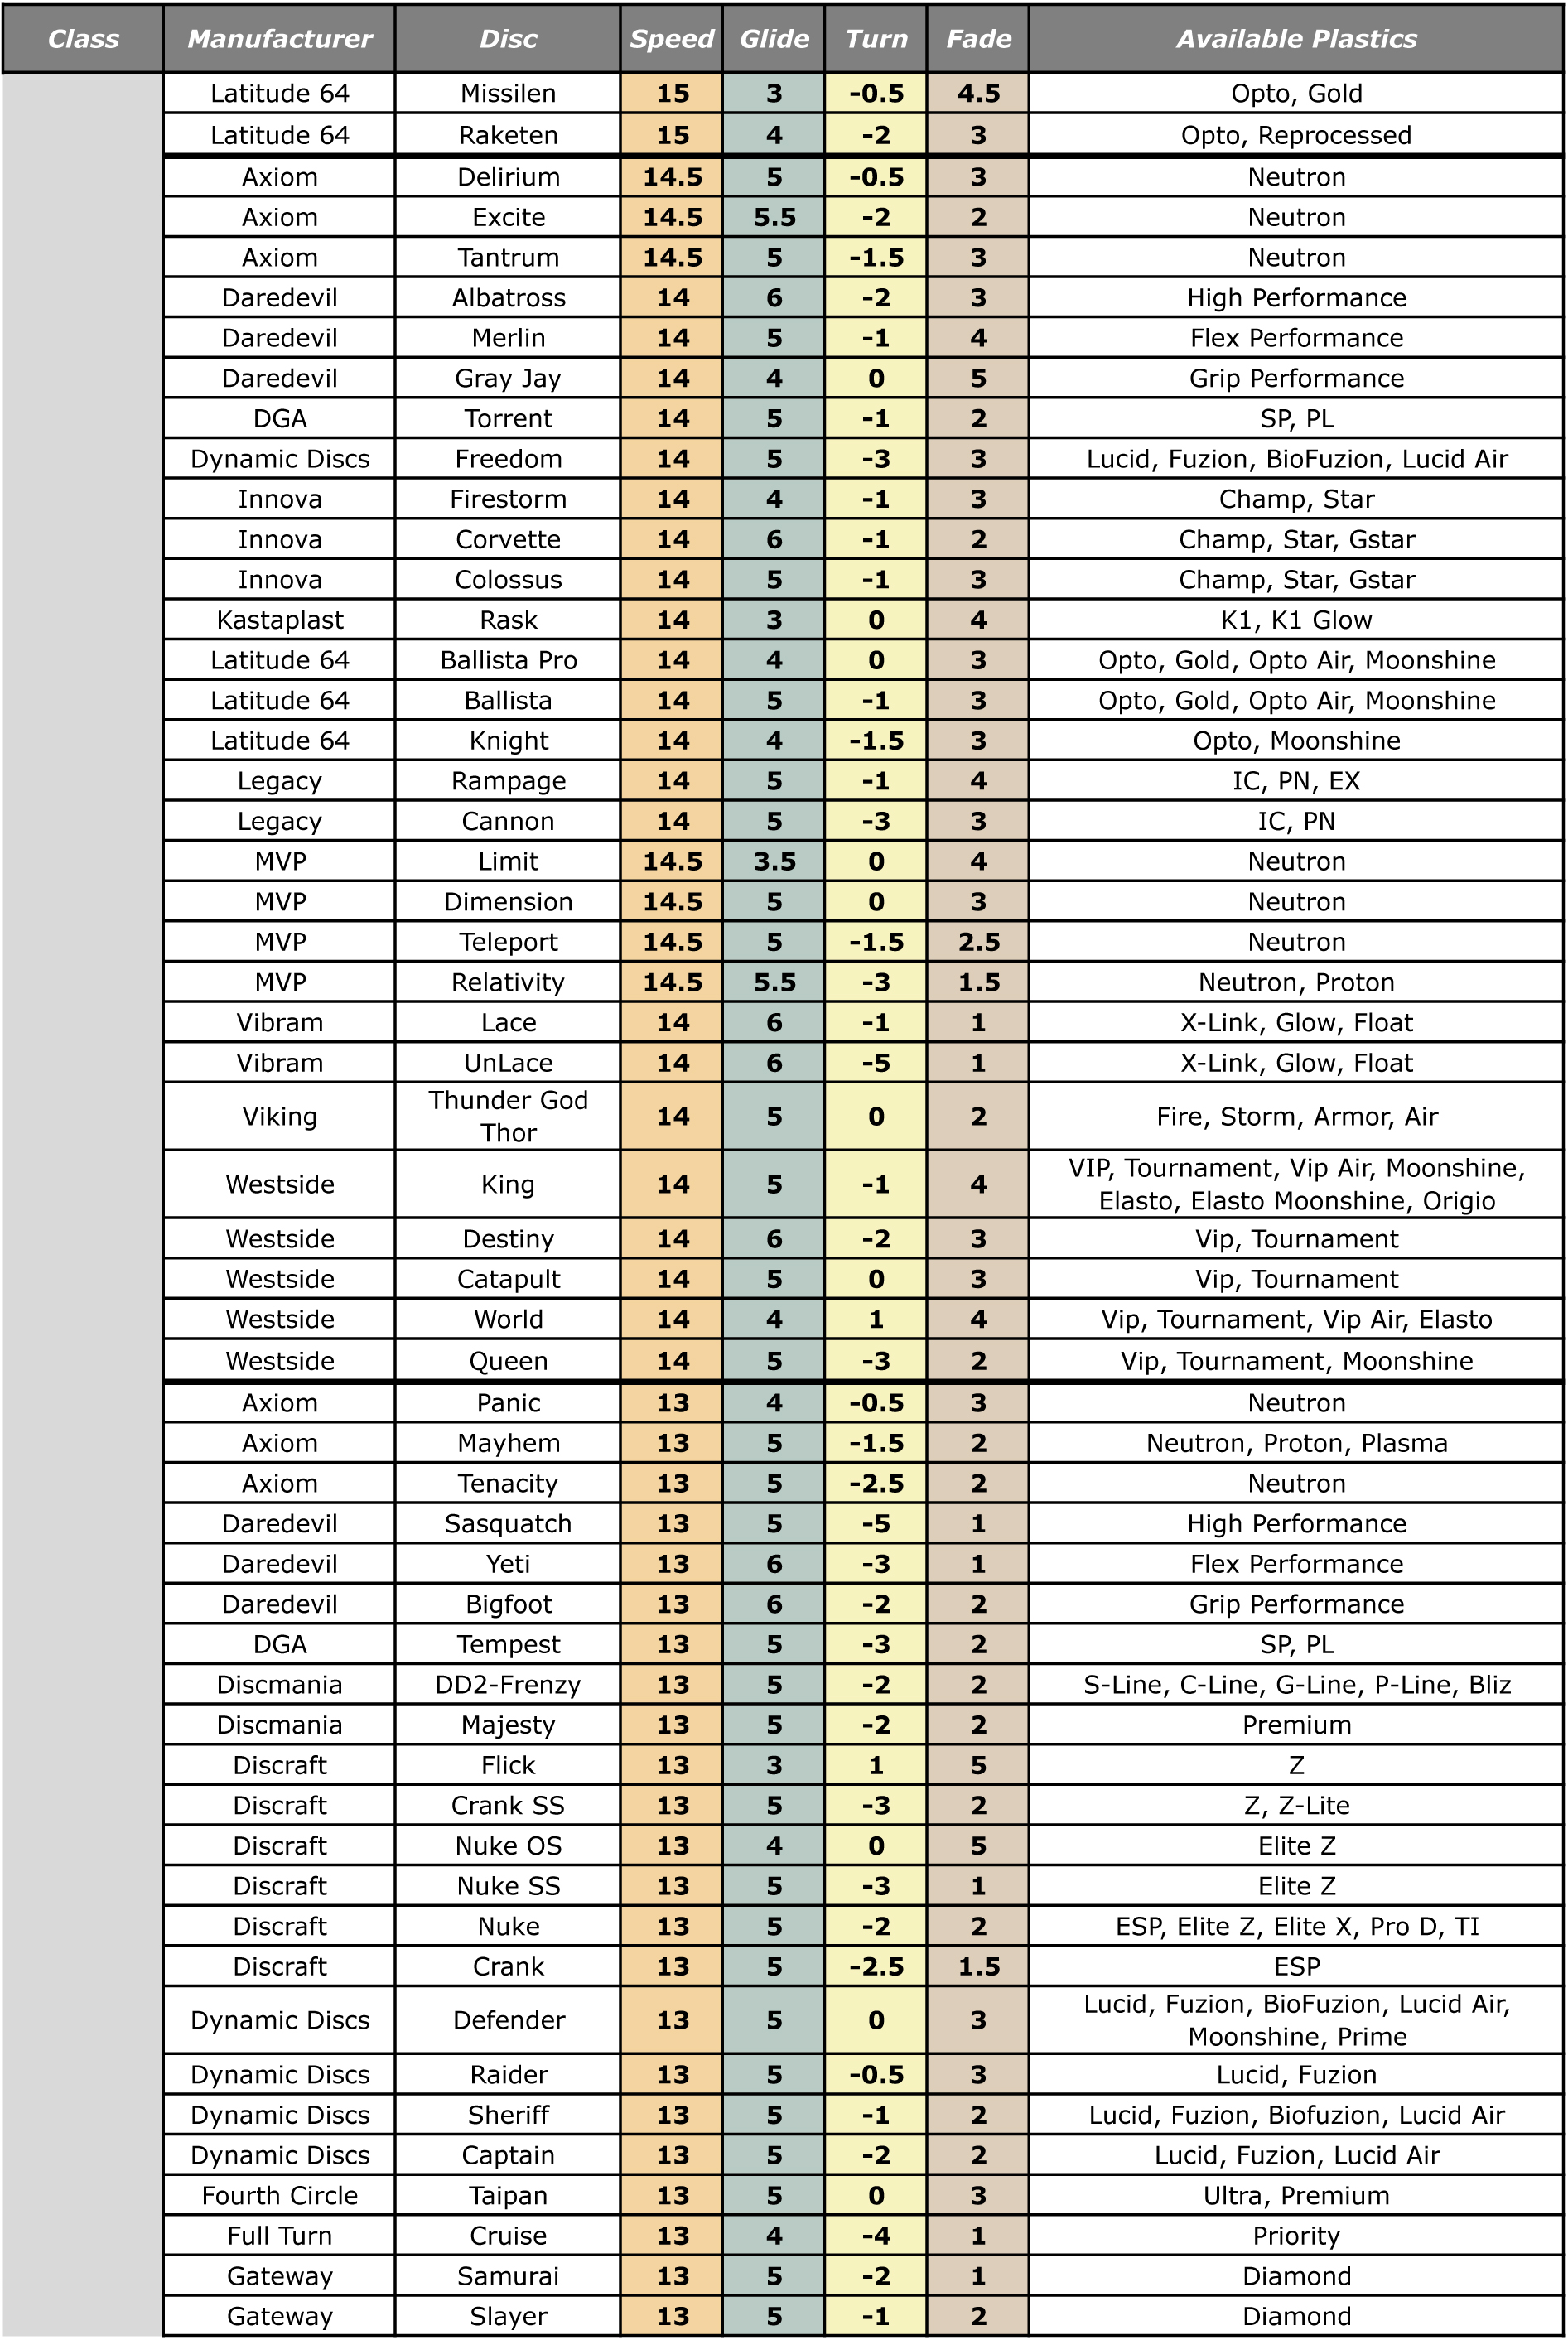 Class Manufacturer Disc Speed Glide Turn Fade Available Plastics
Latitude 64 Missilen 15 3 -0.5 4.5 Opto, Gold
Latitude 64 Raketen 15 4 -2 3 Opto, Reprocessed
Axiom Delirium 14.5 5 -0.5 3 Neutron
Axiom Excite 14.5 5.5 -2 2 Neutron
Axiom Tantrum 14.5 5 -1.5 3 Neutron
Daredevil Albatross 14 6 -2 3 High Performance
Daredevil Merlin 14 5 -1 4 Flex Performance
Daredevil Gray Jay 14 4 0 5 Grip Performance
DGA Torrent 14 5 -1 2 SP, PL
Dynamic Discs Freedom 14 5 -3 3 Lucid, Fuzion, BioFuzion, Lucid Air
Innova Firestorm 14 4 -1 3 Champ, Star
Innova Corvette 14 6 -1 2 Champ, Star, Gstar
Innova Colossus 14 5 -1 3 Champ, Star, Gstar
Kastaplast Rask 14 3 0 4 K1, K1 Glow
Latitude 64 Ballista Pro 14 4 0 3 Opto, Gold, Opto Air, Moonshine
Latitude 64 Ballista 14 5 -1 3 Opto, Gold, Opto Air, Moonshine
Latitude 64 Knight 14 4 -1.5 3 Opto, Moonshine
Legacy Rampage 14 5 -1 4 IC, PN, EX
Legacy Cannon 14 5 -3 3 IC, PN
MVP Limit 14.5 3.5 0 4 Neutron
MVP Dimension 14.5 5 0 3 Neutron
MVP Teleport 14.5 5 -1.5 2.5 Neutron
MVP Relativity 14.5 5.5 -3 1.5 Neutron, Proton
Vibram Lace 14 6 -1 1 X-Link, Glow, Float
Vibram UnLace 14 6 -5 1 X-Link, Glow, Float
Viking Thunder God
Thor 14 5 0 2 Fire, Storm, Armor, Air
Westside King 14 5 -1 4 VIP, Tournament, Vip Air, Moonshine,
Elasto, Elasto Moonshine, Origio
Westside Destiny 14 6 -2 3 Vip, Tournament
Westside Catapult 14 5 0 3 Vip, Tournament
Westside World 14 4 1 4 Vip, Tournament, Vip Air, Elasto
Westside Queen 14 5 -3 2 Vip, Tournament, Moonshine
Axiom Panic 13 4 -0.5 3 Neutron
Axiom Mayhem 13 5 -1.5 2 Neutron, Proton, Plasma
Axiom Tenacity 13 5 -2.5 2 Neutron
Daredevil Sasquatch 13 5 -5 1 High Performance
Daredevil Yeti 13 6 -3 1 Flex Performance
Daredevil Bigfoot 13 6 -2 2 Grip Performance
DGA Tempest 13 5 -3 2 SP, PL
Discmania DD2-Frenzy 13 5 -2 2 S-Line, C-Line, G-Line, P-Line, Bliz
Discmania Majesty 13 5 -2 2 Premium
Discraft Flick 13 3 1 5 Z
Discraft Crank SS 13 5 -3 2 Z, Z-Lite
Discraft Nuke OS 13 4 0 5 Elite Z
Discraft Nuke SS 13 5 -3 1 Elite Z
Discraft Nuke 13 5 -2 2 ESP, Elite Z, Elite X, Pro D, TI
Discraft Crank 13 5 -2.5 1.5 ESP
Dynamic Discs Defender 13 5 0 3 Lucid, Fuzion, BioFuzion, Lucid Air,
Moonshine, Prime
Dynamic Discs Raider 13 5 -0.5 3 Lucid, Fuzion
Dynamic Discs Sheriff 13 5 -1 2 Lucid, Fuzion, Biofuzion, Lucid Air
Dynamic Discs Captain 13 5 -2 2 Lucid, Fuzion, Lucid Air
Fourth Circle Taipan 13 5 0 3 Ultra, Premium
Full Turn Cruise 13 4 -4 1 Priority
Gateway Samurai 13 5 -2 1 Diamond
Gateway Slayer 13 5 -1 2 Diamond